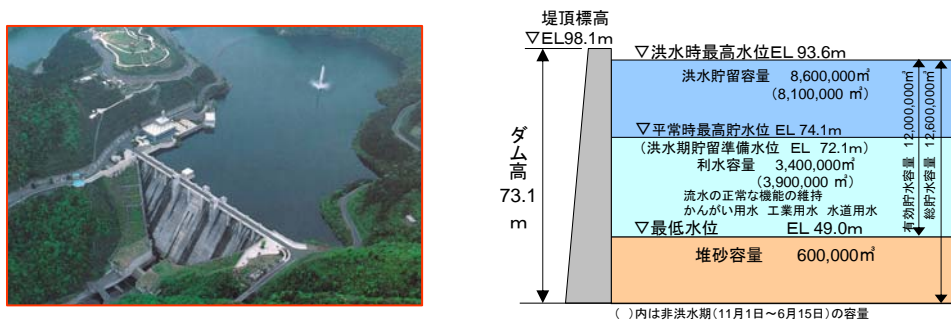 堤頂標高
▽EL98.1m
▽洪水時最高水位EL 93.6m
洪水貯留容量 8,600,000㎥
(8,100,000 ㎥)
▽平常時最高貯水位 EL 74.1m
(洪水期貯留準備水位 EL 72.1m)
利水容量 3,400,000㎥
(3,900,000 ㎥)
流水の正常な機能の維持
かんがい用水 工業用水 水道用水
▽最低水位 EL 49.0m
堆砂容量 600,000㎥
ダム高
73.1
m
有効貯水容量 12,000,000㎥
総貯水容量 12,600,000㎥
( )内は非洪水期(11月1日～6月15日)の容量